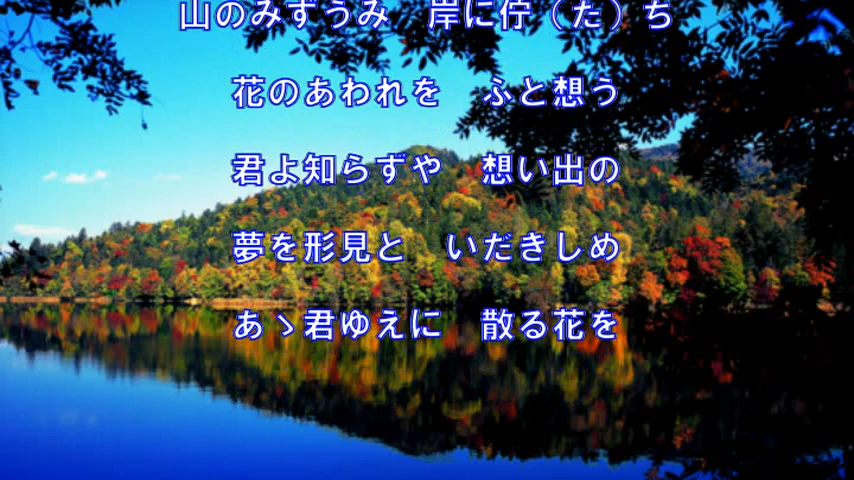 山のみずうみ　岸に佇（た）ち
花のあわれを　ふと想う
君よ知らずや　想い出の
夢を形見と　いだきしめ
あゝ君ゆえに　散る花を